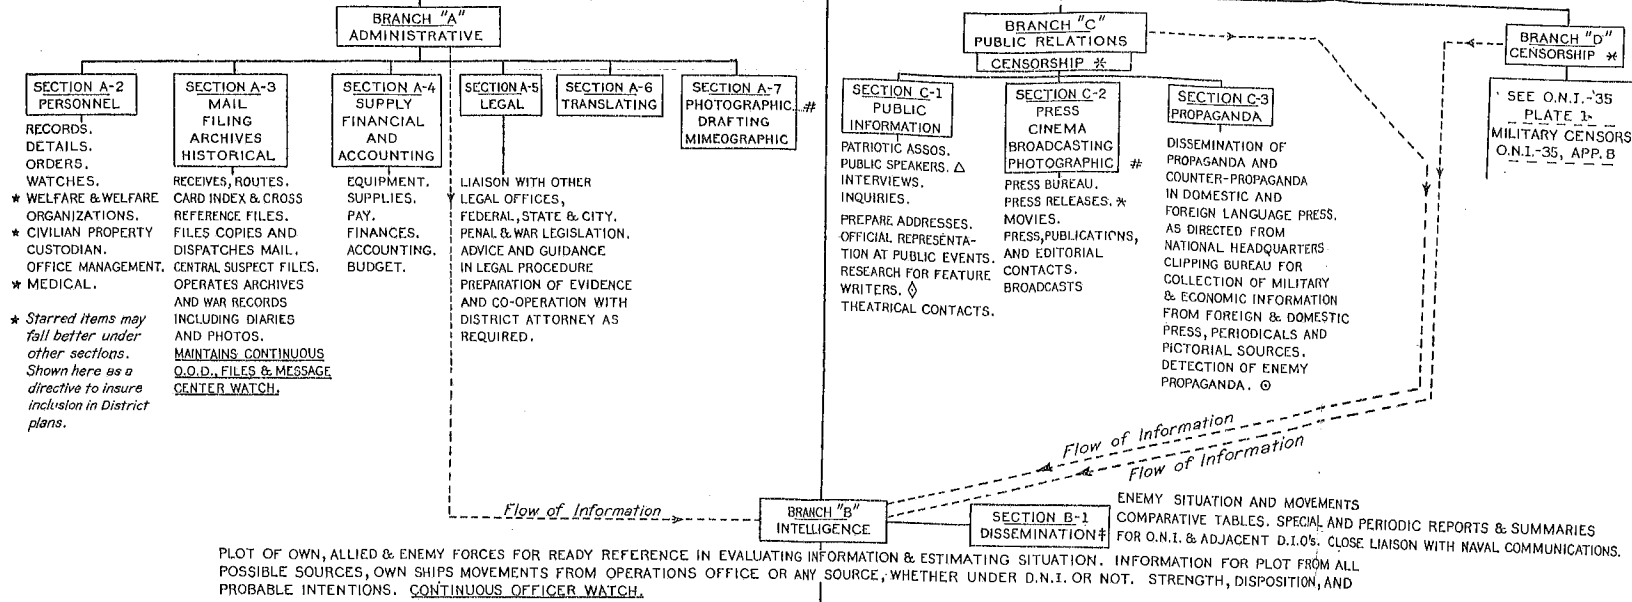 BRANCH "A"
ADMINISTRATIVE
SECTION A-2
PERSONNEL
RECORDS.
DETAILS.
ORDERS.
WATCHES.
* WELFARE & WELFARE
ORGANIZATIONS.
* CIVILIAN PROPERTY
CUSTODIAN.
OFFICE MANAGEMENT.
* MEDICAL.
* Starred items may
fall better under
other sections.
Shown here as a
directive to insure
inclusion in District
plans.
SECTION A-3
MAIL
FILING
ARCHIVES
HISTORICAL
RECEIVES, ROUTES.
CARD INDEX & CROSS
REFERENCE FILES.
FILES COPIES AND
DISPATCHES MAIL.
CENTRAL SUSPECT FILES.
OPERATES ARCHIVES
AND WAR RECORDS
INCLUDING DIARIES
AND PHOTOS.
MAINTAINS CONTINUOUS
O.O.D., FILES & MESSAGE
CENTER WATCH.
SECTION A-4
SUPPLY
FINANCIAL
AND
ACCOUNTING
EQUIPMENT.
SUPPLIES.
PAY.
FINANCES.
ACCOUNTING.
BUDGET.
SECTION A-5
LEGAL
LIAISON WITH OTHER
LEGAL OFFICES,
FEDERAL, STATE & CITY.
PENAL & WAR LEGISLATION.
ADVICE AND GUIDANCE
IN LEGAL PROCEDURE
PREPARATION OF EVIDENCE
AND CO-OPERATION WITH
DISTRICT ATTORNEY AS
REQUIRED.
SECTION A-6
TRANSLATING
SECTION A-7
PHOTOGRAPHIC #
DRAFTING
MIMEOGRAPHIC
BRANCH "C"
PUBLIC RELATIONS
CENSORSHIP *
SECTION C-1
PUBLIC
INFORMATION
PATRIOTIC ASSOS.
PUBLIC SPEAKERS. △
INTERVIEWS.
INQUIRIES.
PREPARE ADDRESSES.
OFFICIAL REPRESENTA-
TION AT PUBLIC EVENTS.
RESEARCH FOR FEATURE
WRITERS. ◊
THEATRICAL CONTACTS.
SECTION C-2
PRESS
CINEMA
BROADCASTING
PHOTOGRAPHIC #
PRESS BUREAU.
PRESS RELEASES. *
MOVIES.
PRESS, PUBLICATIONS,
AND EDITORIAL
CONTACTS.
BROADCASTS
SECTION C-3
PROPAGANDA
DISSEMINATION OF
PROPAGANDA AND
COUNTER-PROPAGANDA
IN DOMESTIC AND
FOREIGN LANGUAGE PRESS.
AS DIRECTED FROM
NATIONAL HEADQUARTERS
CLIPPING BUREAU FOR
COLLECTION OF MILITARY
& ECONOMIC INFORMATION
FROM FOREIGN & DOMESTIC
PRESS, PERIODICALS AND
PICTORIAL SOURCES.
DETECTION OF ENEMY
PROPAGANDA. ⊙
BRANCH "D"
CENSORSHIP *
SEE O.N.I.-'35
PLATE 1-
MILITARY CENSORS
O.N.I.-35, APP. B
Flow of Information
Flow of Information
Flow of Information
BRANCH "B"
INTELLIGENCE
SECTION B-1
DISSEMINATION ‡
ENEMY SITUATION AND MOVEMENTS
COMPARATIVE TABLES. SPECIAL AND PERIODIC REPORTS & SUMMARIES
FOR O.N.I. & ADJACENT D.I.O's. CLOSE LIAISON WITH NAVAL COMMUNICATIONS.
PLOT OF OWN, ALLIED & ENEMY FORCES FOR READY REFERENCE IN EVALUATING INFORMATION & ESTIMATING SITUATION. INFORMATION FOR PLOT FROM ALL
POSSIBLE SOURCES, OWN SHIPS MOVEMENTS FROM OPERATIONS OFFICE OR ANY SOURCE, WHETHER UNDER D.N.I. OR NOT. STRENGTH, DISPOSITION, AND
PROBABLE INTENTIONS. CONTINUOUS OFFICER WATCH.